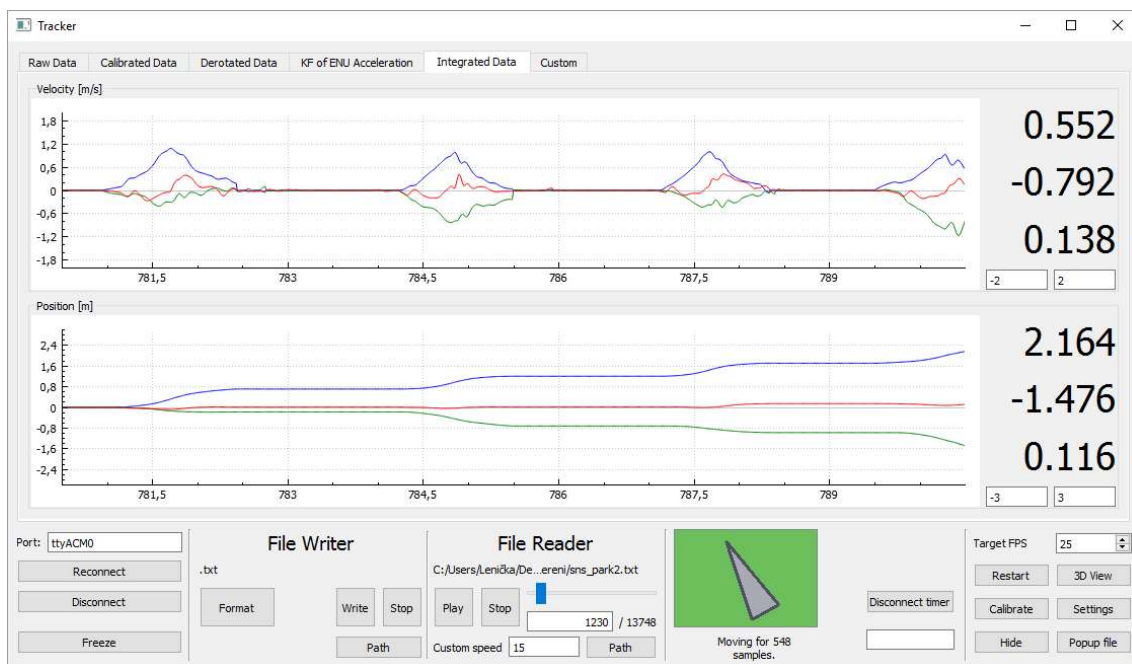 Tracker
Raw Data Calibrated Data Derotated Data KF of ENU Acceleration Integrated Data Custom
Velocity [m/s]
1,8
1,2
0,6
0
-0,6
-1,2
-1,8
781,5 783 784,5 786 787,5 789
0.552
-0.792
0.138
-2 2
Position [m]
2,4
1,6
0,8
0
-0,8
-1,6
-2,4
781,5 783 784,5 786 787,5 789
2.164
-1.476
0.116
-3 3
Port: ttyACM0
Reconnect
Disconnect
Freeze
File Writer
.txt
Format Write Stop
Path
File Reader
C:/Users/Lenička/De...ereni/sns_park2.txt
Play Stop
1230 / 13748
Custom speed 15 Path
Moving for 548
samples.
Disconnect timer
Target FPS 25
Restart 3D View
Calibrate Settings
Hide Popup file